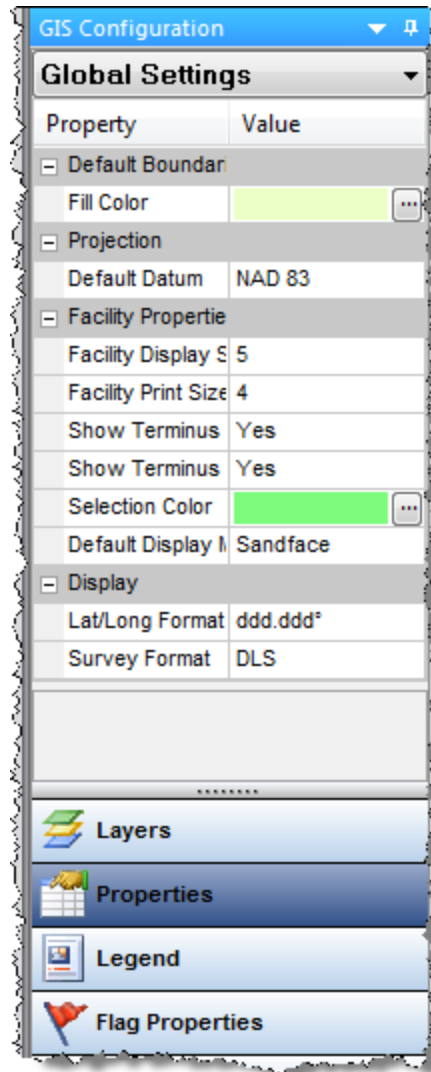 GIS Configuration
Global Settings
Property Value
Default Boundari
Fill Color ...
Projection
Default Datum NAD 83
Facility Propertie
Facility Display S 5
Facility Print Size 4
Show Terminus Yes
Show Terminus Yes
Selection Color ...
Default Display M Sandface
Display
Lat/Long Format ddd.ddd°
Survey Format DLS
Layers
Properties
Legend
Flag Properties